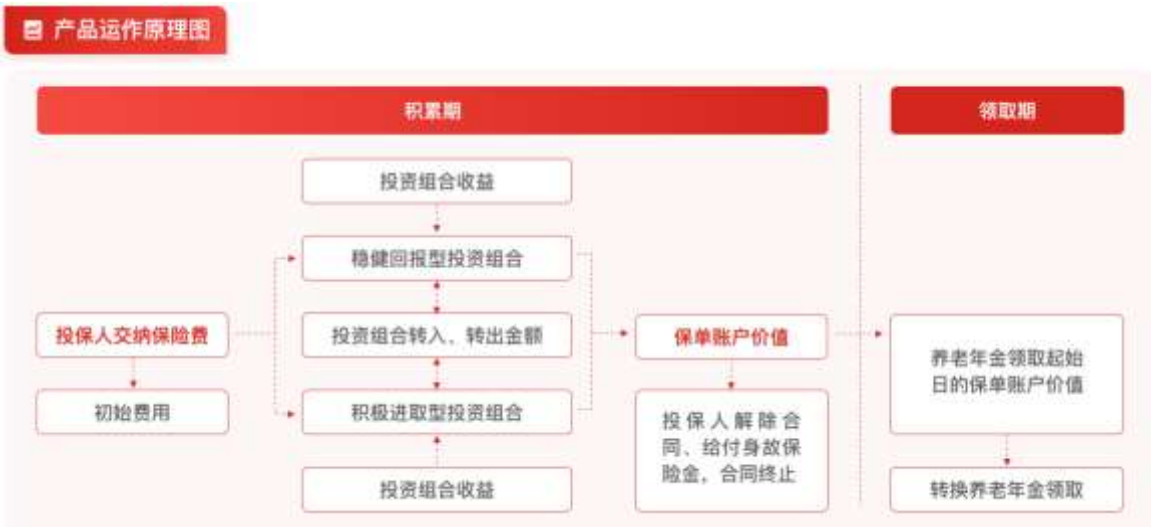 产品运作原理图
积累期
领取期
投资组合收益
稳健回报型投资组合
投保人交纳保险费
投资组合转入、转出金额
保单账户价值
养老年金领取起始
日的保单账户价值
初始费用
积极进取型投资组合
投保人解除合
同、给付身故保
险金，合同终止
投资组合收益
转换养老年金领取